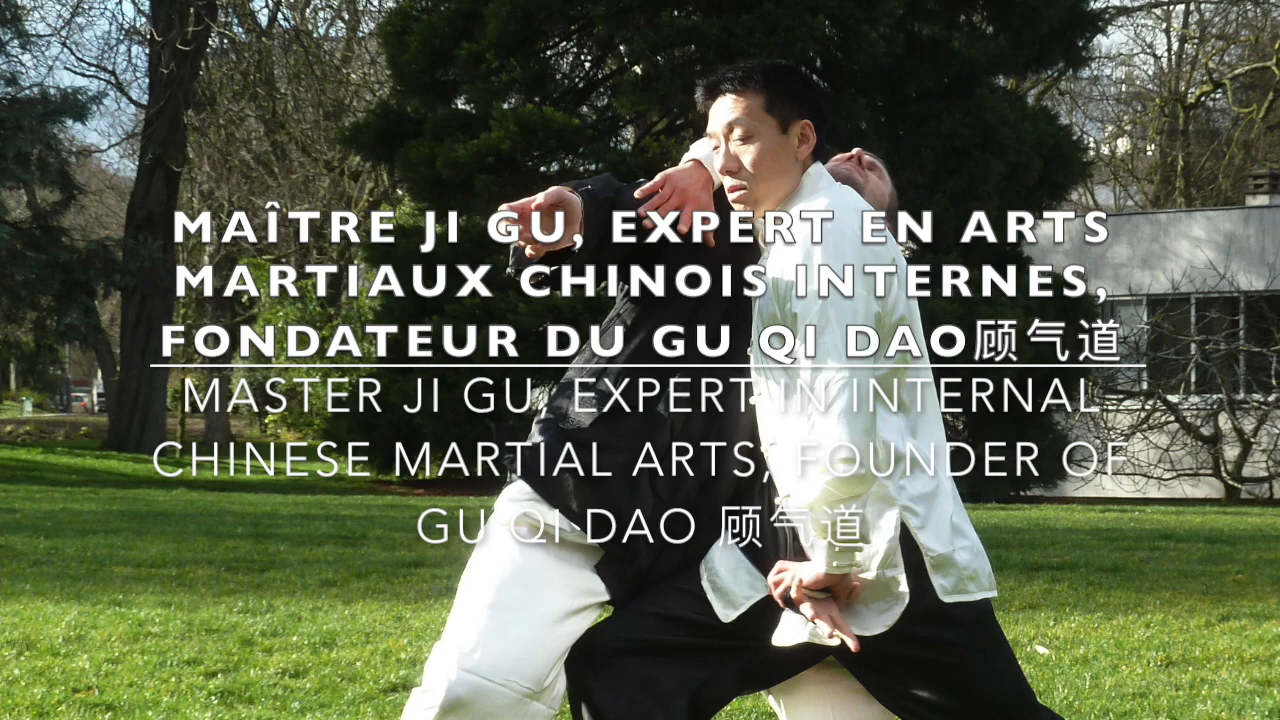 MAÎTRE JI GU, EXPERT EN ARTS
MARTIAUX CHINOIS INTERNES,
FONDATEUR DU GU QI DAO顾气道
MASTER JI GU, EXPERT IN INTERNAL
CHINESE MARTIAL ARTS, FOUNDER OF
GU QI DAO 顾气道